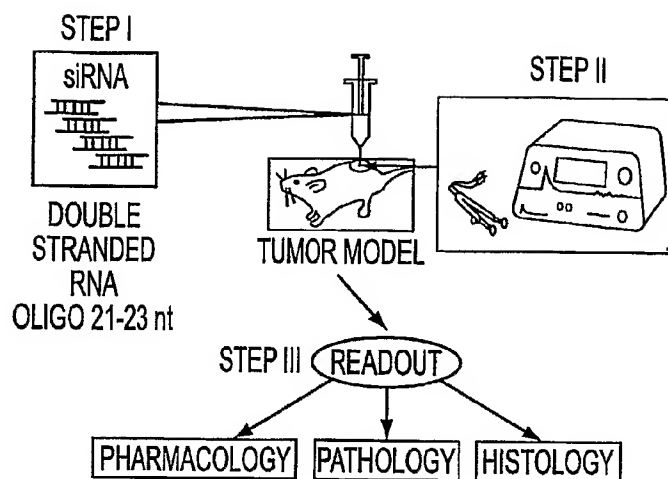 STEP I
siRNA
DOUBLE
STRANDED
RNA
OLIGO 21-23 nt
STEP II
TUMOR MODEL
STEP III
READOUT
PHARMACOLOGY
PATHOLOGY
HISTOLOGY